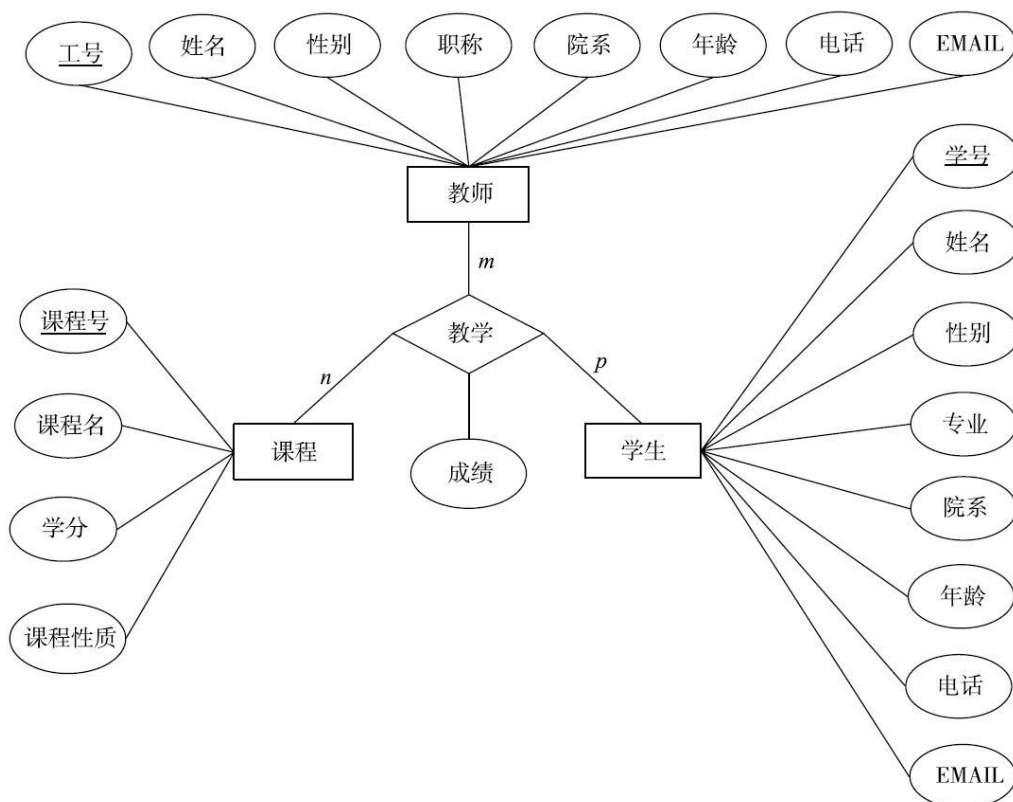 工号
姓名
性别
职称
院系
年龄
电话
EMAIL
教师
学号
姓名
m
性别
课程号
教学
n
p
专业
课程名
课程
学生
成绩
院系
学分
年龄
课程性质
电话
EMAIL